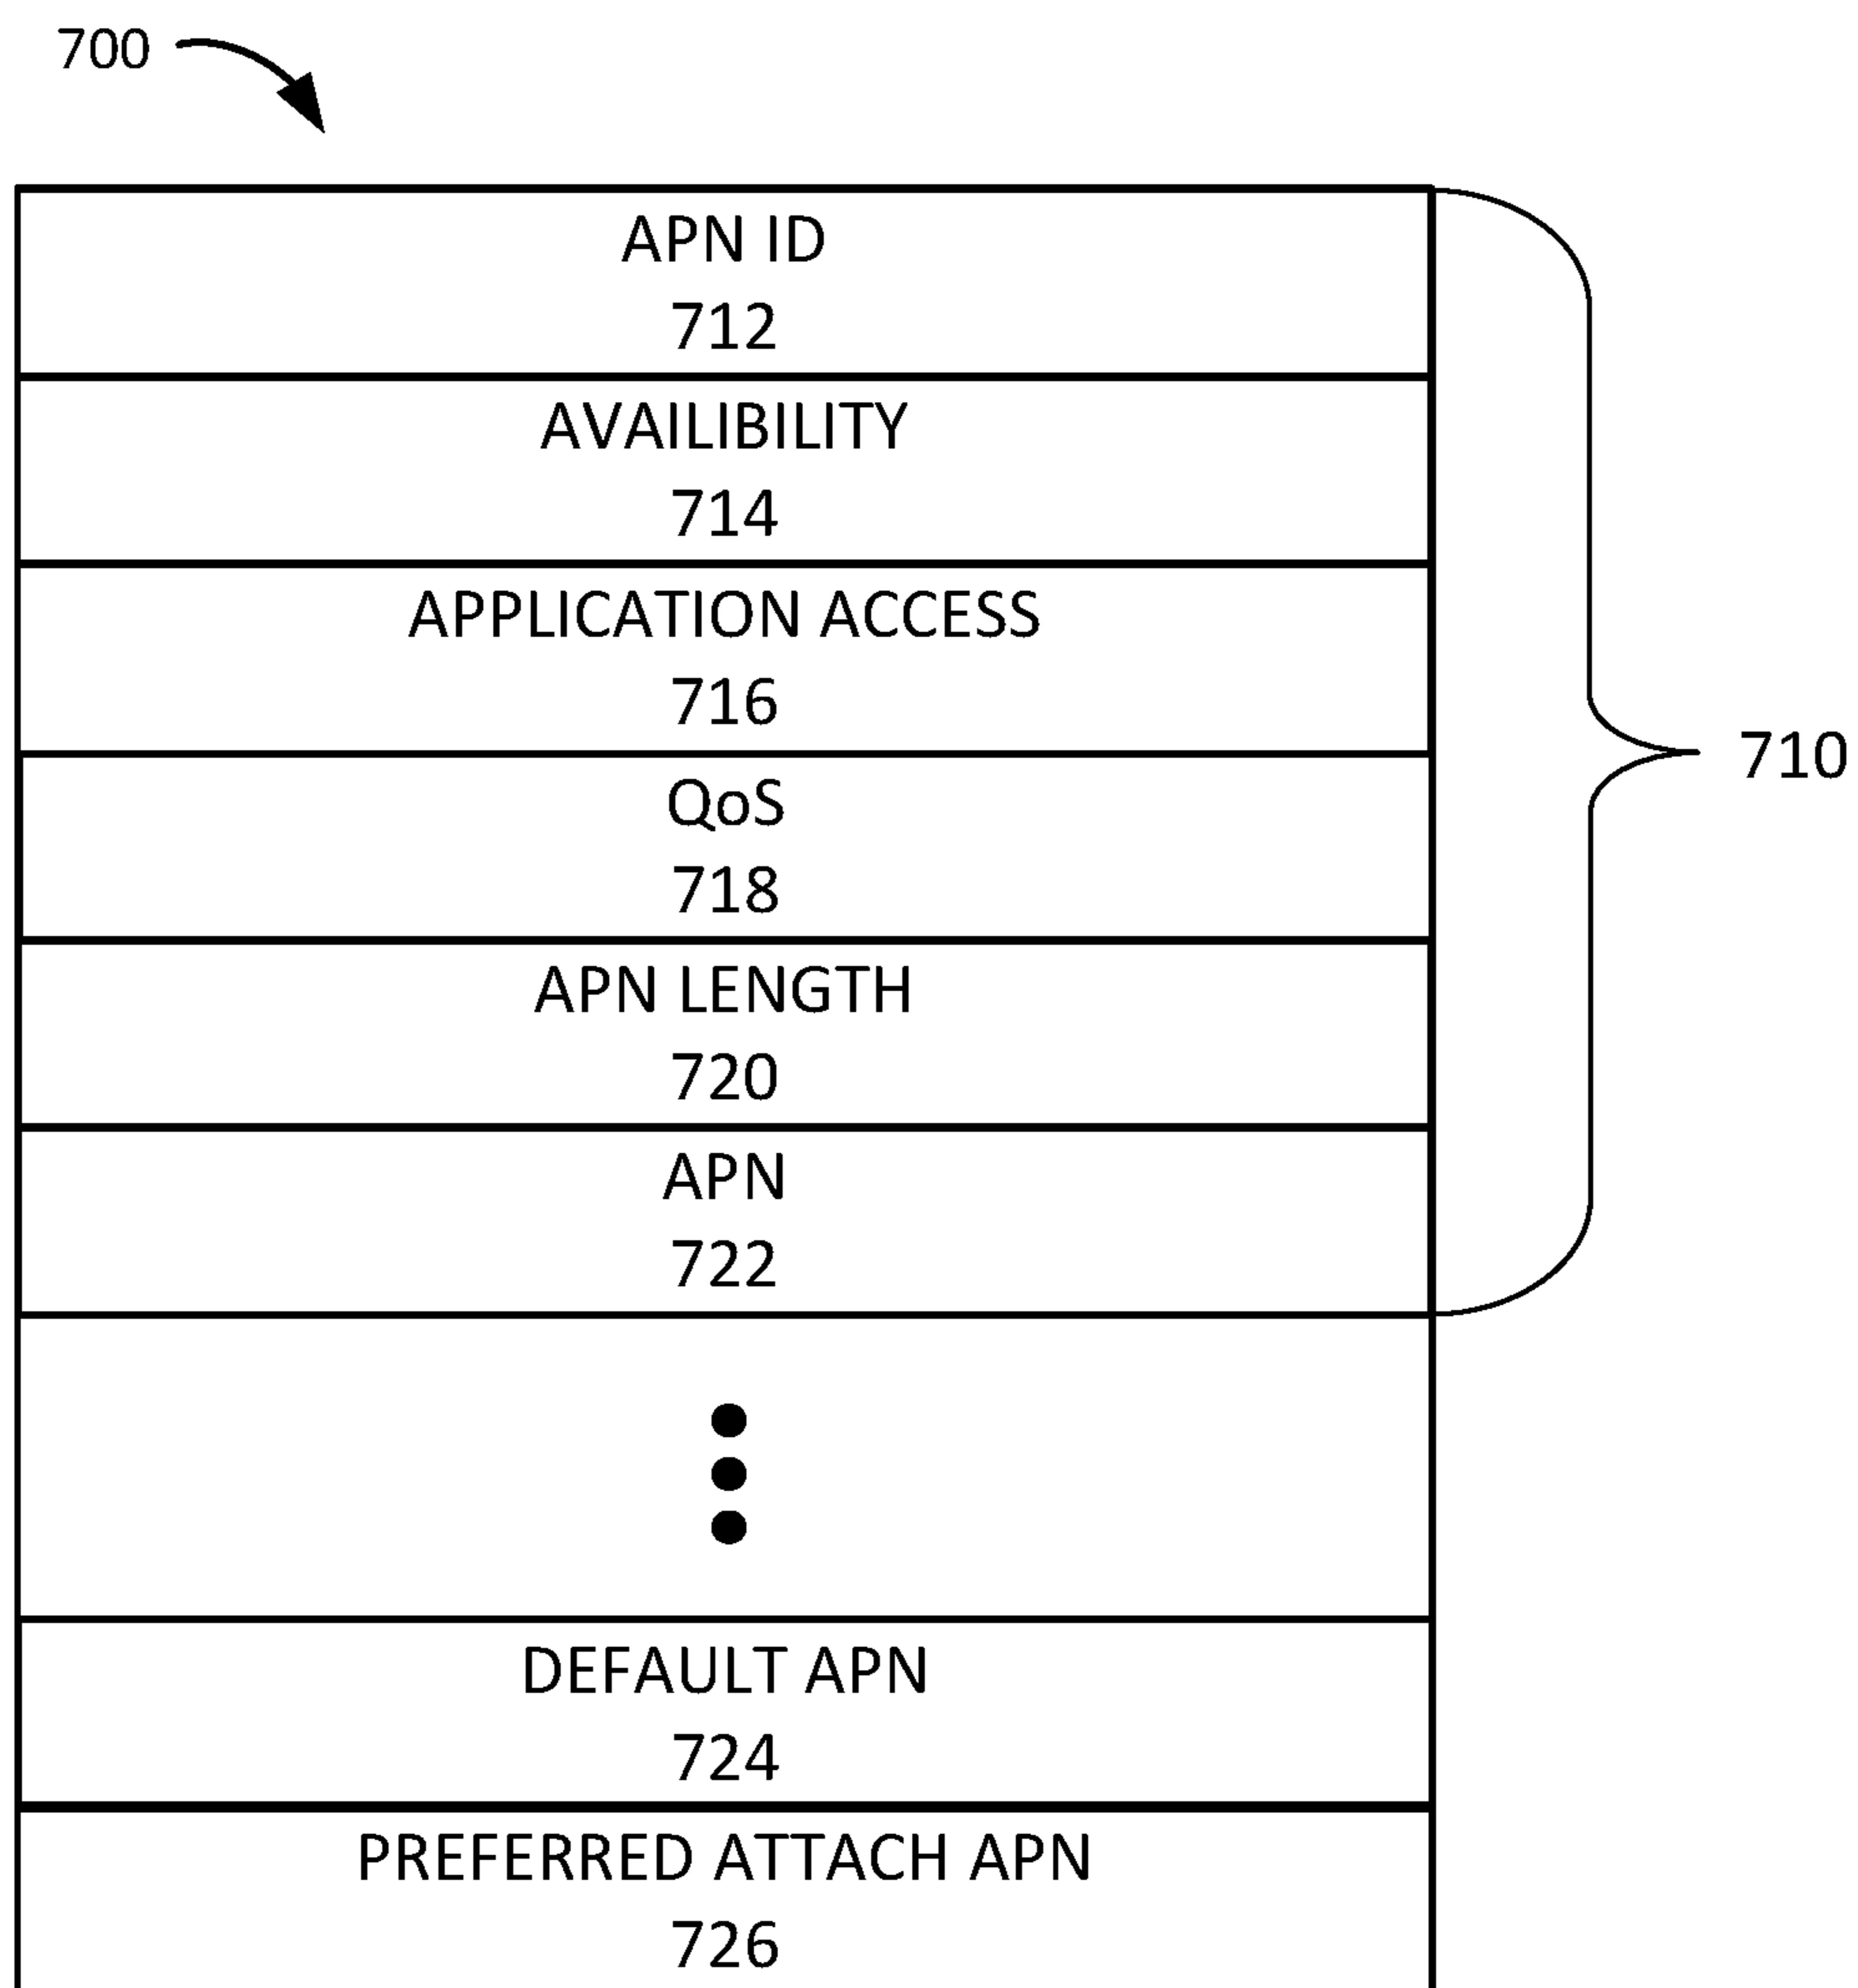 700
APN ID
712
AVAILIBILITY
714
APPLICATION ACCESS
716
710
QoS
718
APN LENGTH
720
APN
722
DEFAULT APN
724
PREFERRED ATTACH APN
726